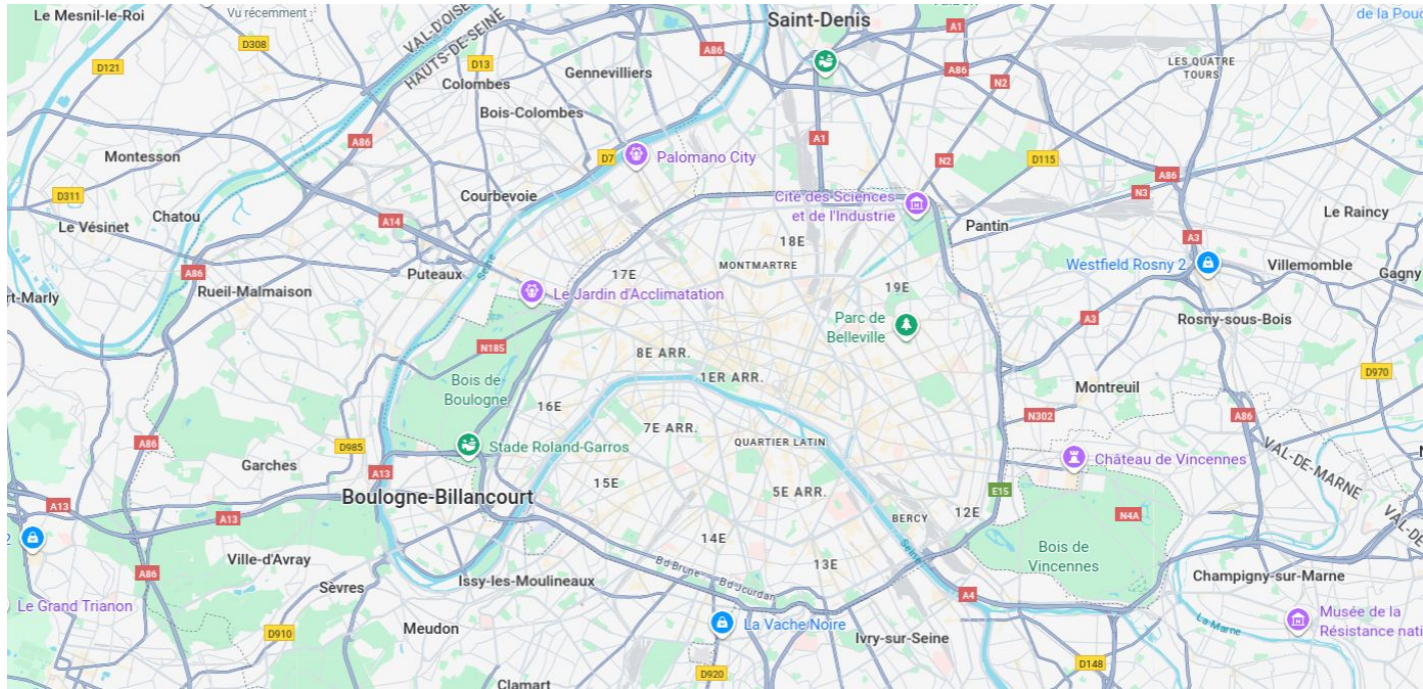 Le Mesnil-le-Roi
Vu récemment
Saint-Denis
A1
de la Poud
D308
D121
VAL-D'OISE
HAUTS-DE-SEINE
D13
Colombes
Gennevilliers
A86
A86
N2
LES QUATRE
TOURS
Bois-Colombes
A86
Montesson
D7
Palomano City
A1
N2
D115
A86
D311
Courbevoie
Cité des Sciences
et de l'Industrie
N3
Chatou
Le Vésinet
A14
Pantin
Le Raincy
A3
18E
MONTMARTRE
A86
Puteaux
17E
Westfield Rosny 2
Villemomble
Gagny
rt-Marly
Rueil-Malmaison
Le Jardin d'Acclimatation
Seine
19E
Parc de
Belleville
A3
Rosny-sous-Bois
N185
8E ARR.
D970
Bois de
Boulogne
1ER ARR.
Montreuil
16E
N302
A86
7E ARR.
QUARTIER LATIN
A86
D985
Stade Roland-Garros
Château de Vincennes
VAL-DE-MARNE
Garches
A13
15E
5E ARR.
E15
Boulogne-Billancourt
A13
A13
BERCY
12E
N4A
VAL-DE
2
14E
Seine
Bois de
Vincennes
Ville-d'Avray
13E
A86
Sèvres
Issy-les-Moulineaux
Bd Brune
Bd Jourdan
A4
Champigny-sur-Marne
Le Grand Trianon
D910
Meudon
La Vache Noire
Ivry-sur-Seine
La Marne
Musée de la
Résistance nati
D920
D148
Clamart